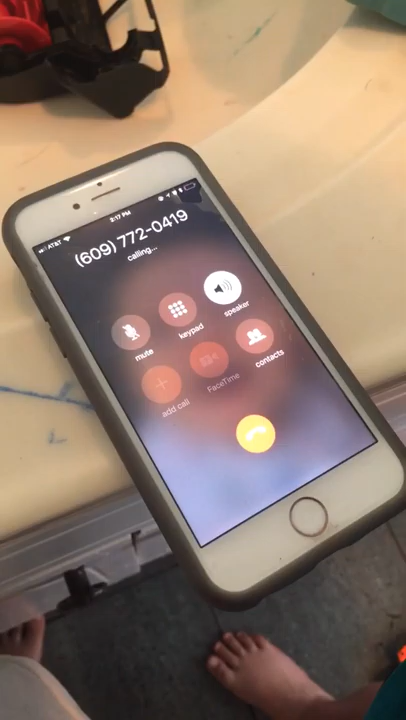 AT&T 2:17 PM
(609) 772-0419
calling...
mute keypad speaker
add call FaceTime contacts